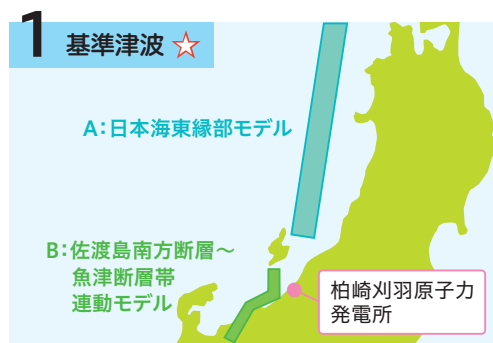 1 基準津波 ☆
A：日本海東縁部モデル
B：佐渡島南方断層～
魚津断層帯
連動モデル
柏崎刈羽原子力
発電所